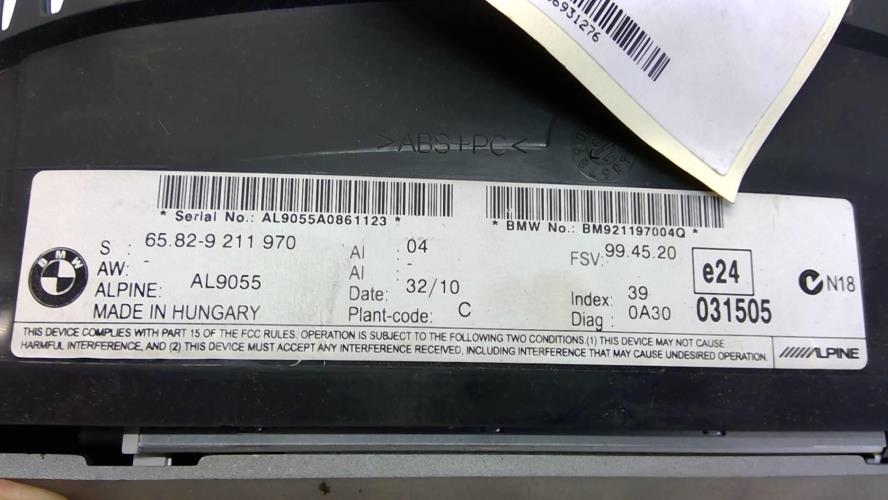 6931276
>ABS+PC<
* Serial No.: AL9055A0861123 *
* BMW No.: BM921197004Q *
BMW
S : 65.82-9 211 970
AW: -
ALPINE: AL9055
MADE IN HUNGARY
AI : 04
AI : -
Date: 32/10
Plant-code: C
FSV: 99.45.20
Index: 39
Diag : 0A30
e24
031505
N18
THIS DEVICE COMPLIES WITH PART 15 OF THE FCC RULES. OPERATION IS SUBJECT TO THE FOLLOWING TWO CONDITIONS.(1) THIS DEVICE MAY NOT CAUSE
HARMFUL INTERFERENCE, AND (2) THIS DEVICE MUST ACCEPT ANY INTERFERENCE RECEIVED, INCLUDING INTERFERENCE THAT MAY CAUSE UNDESIRED OPERATION.
ALPINE